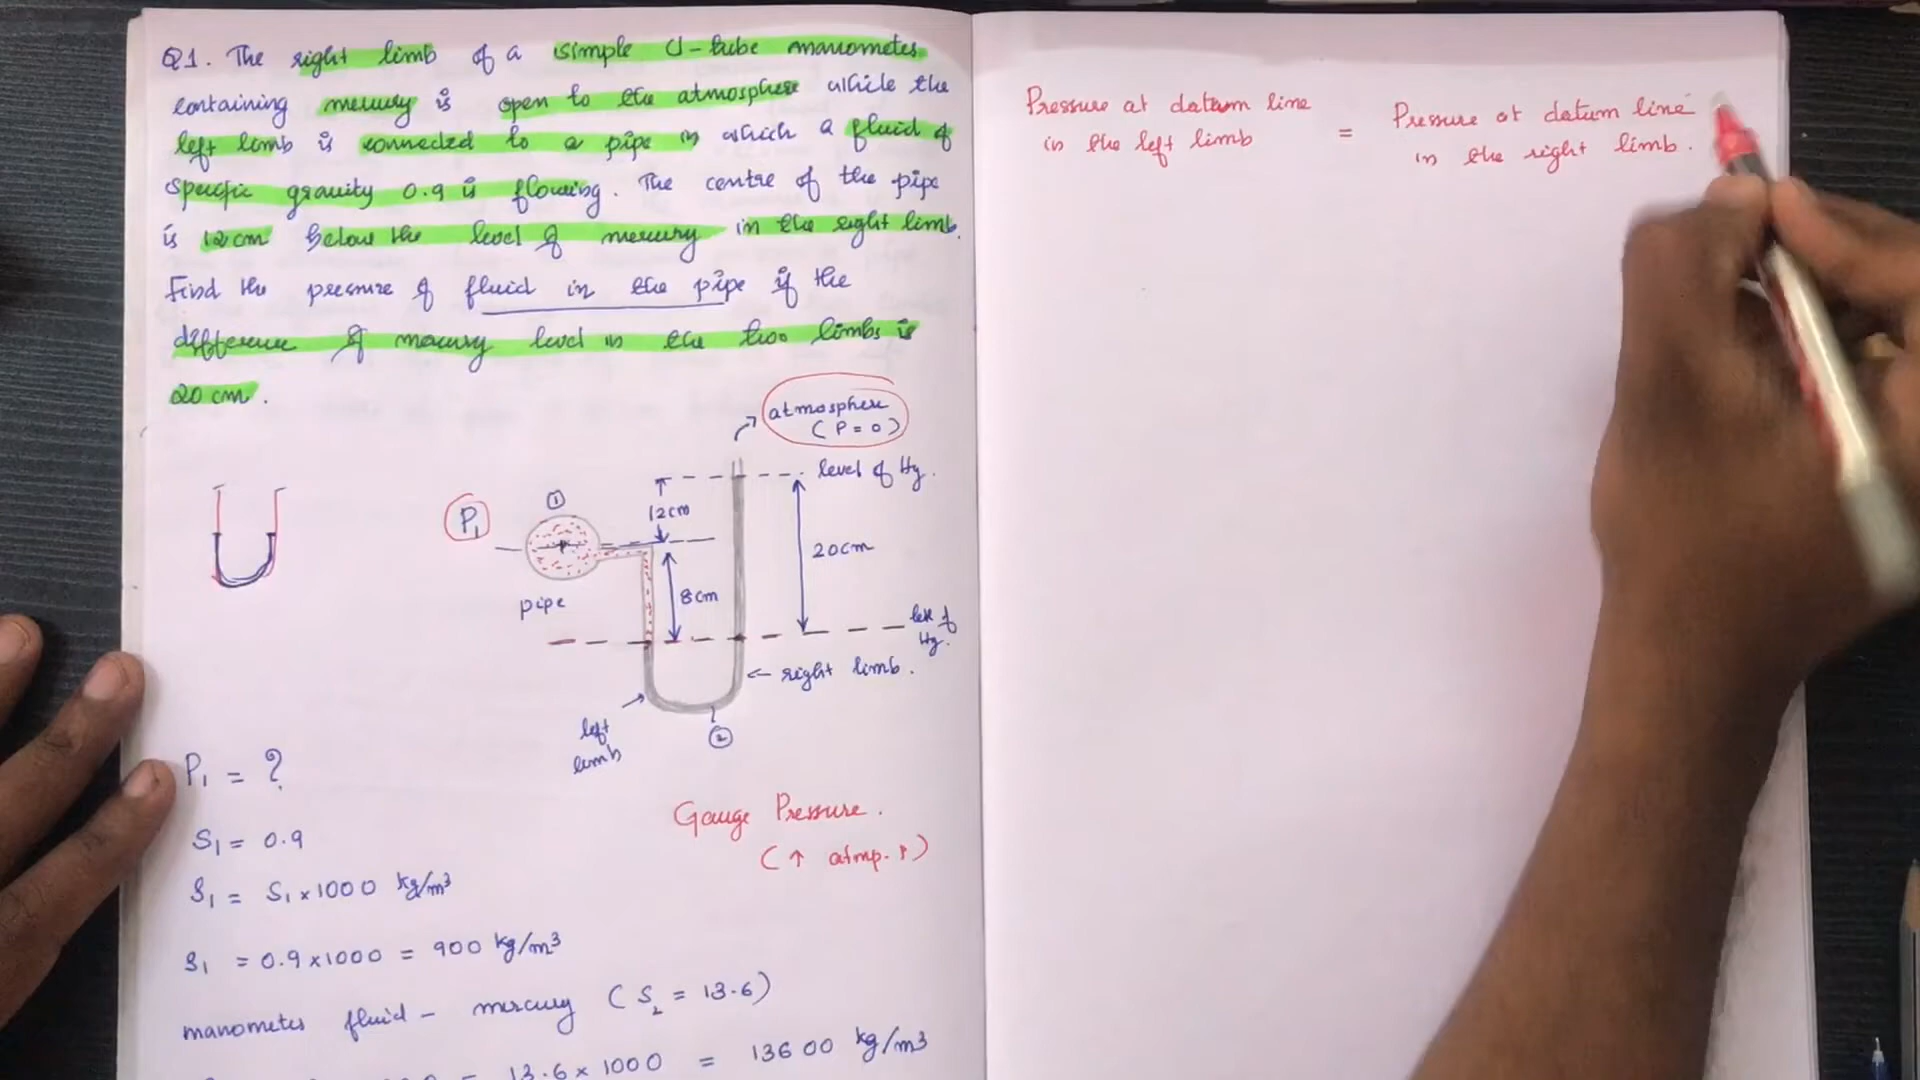 Q1. The right limb of a simple U-tube manometer
containing mercury is open to the atmosphere while the
left limb is connected to a pipe in which a fluid of
specific gravity 0.9 is flowing. The centre of the pipe
is 12cm below the level of mercury in the right limb.
Find the pressure of fluid in the pipe if the
difference of mercury level in the two limbs is
20 cm.
atmosphere
(P = 0)
level of Hg.
①
P₁
12cm
20cm
8cm
pipe
Hg.
← right limb.
left
limb
②
P₁ = ?
Gauge Pressure.
S₁ = 0.9
(↑ atmp. P)
S₁ = S₁ × 1000 kg/m³
S₁ = 0.9 × 1000 = 900 kg/m³
manometer fluid - mercury (S₂ = 13.6)
13.6 × 1000 = 13600 kg/m³
Pressure at datum line
in the left limb
=
Pressure at datum line
in the right limb.